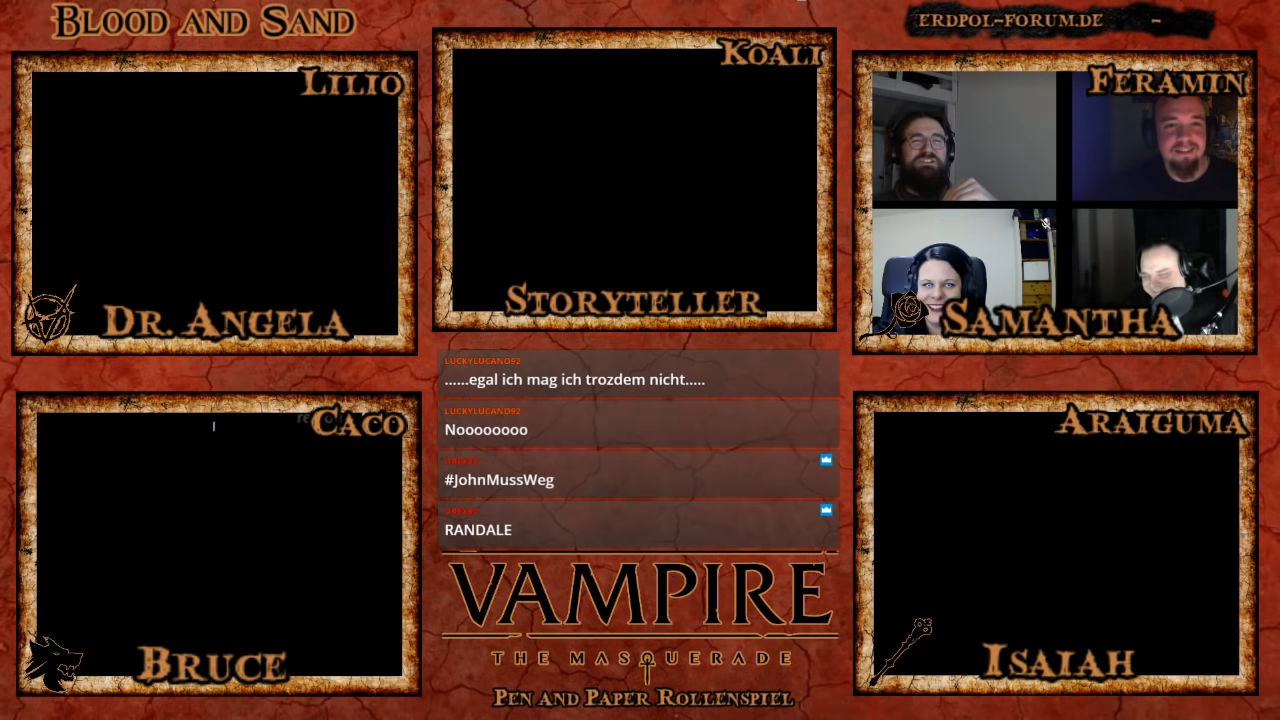 BLOOD AND SAND
ERDPOL-FORUM.DE ~
LILIO
KOALI
FERAMIN
DR. ANGELA
STORYTELLER
SAMANTHA
LUCKYLUCANO92
......egal ich mag ich trozdem nicht.....
LUCKYLUCANO92
Noooooooo
#JohnMussWeg
RANDALE
CACO
ARAIGUMA
BRUCE
ISAIAH
VAMPIRE
THE MASQUERADE
PEN AND PAPER ROLLENSPIEL